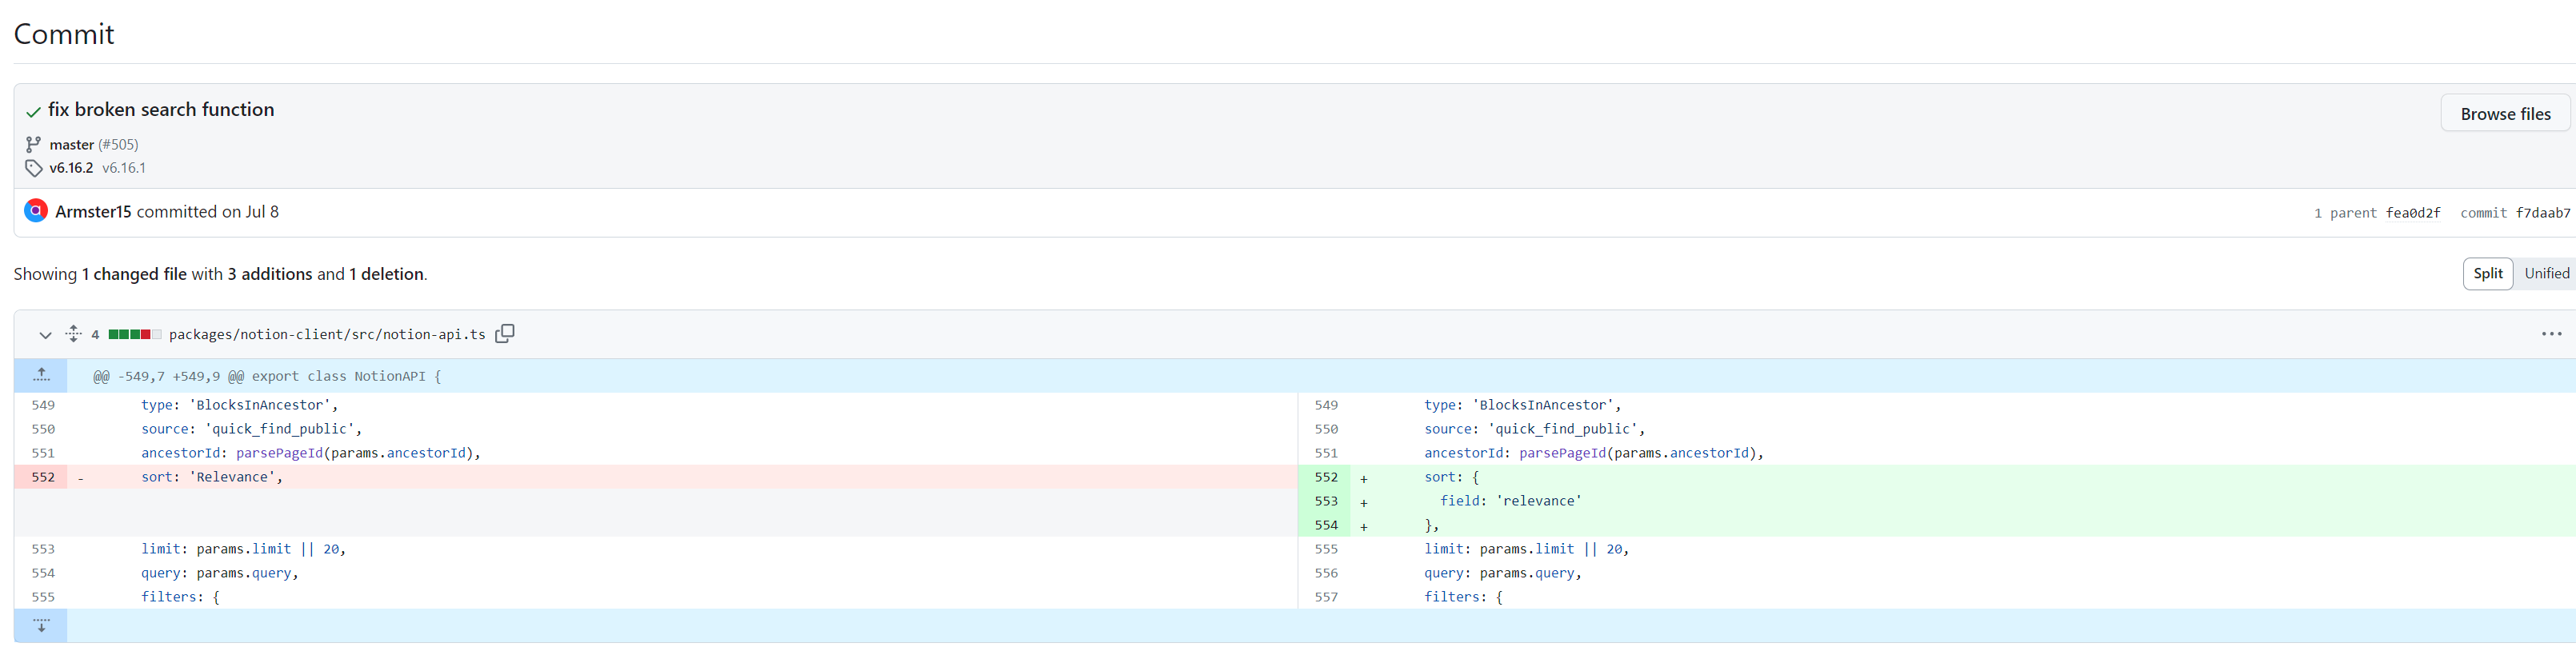 Commit
fix broken search function
Browse files
master (#505)
v6.16.2 v6.16.1
Armster15 committed on Jul 8
1 parent fea0d2f commit f7daab7
Showing 1 changed file with 3 additions and 1 deletion.
Split Unified
4 packages/notion-client/src/notion-api.ts
@@ -549,7 +549,9 @@ export class NotionAPI {
549 type: 'BlocksInAncestor', 549 type: 'BlocksInAncestor',
550 source: 'quick_find_public', 550 source: 'quick_find_public',
551 ancestorId: parsePageId(params.ancestorId), 551 ancestorId: parsePageId(params.ancestorId),
552 - sort: 'Relevance', 552 + sort: {
553 + field: 'relevance'
554 + },
553 limit: params.limit || 20, 555 limit: params.limit || 20,
554 query: params.query, 556 query: params.query,
555 filters: { 557 filters: {